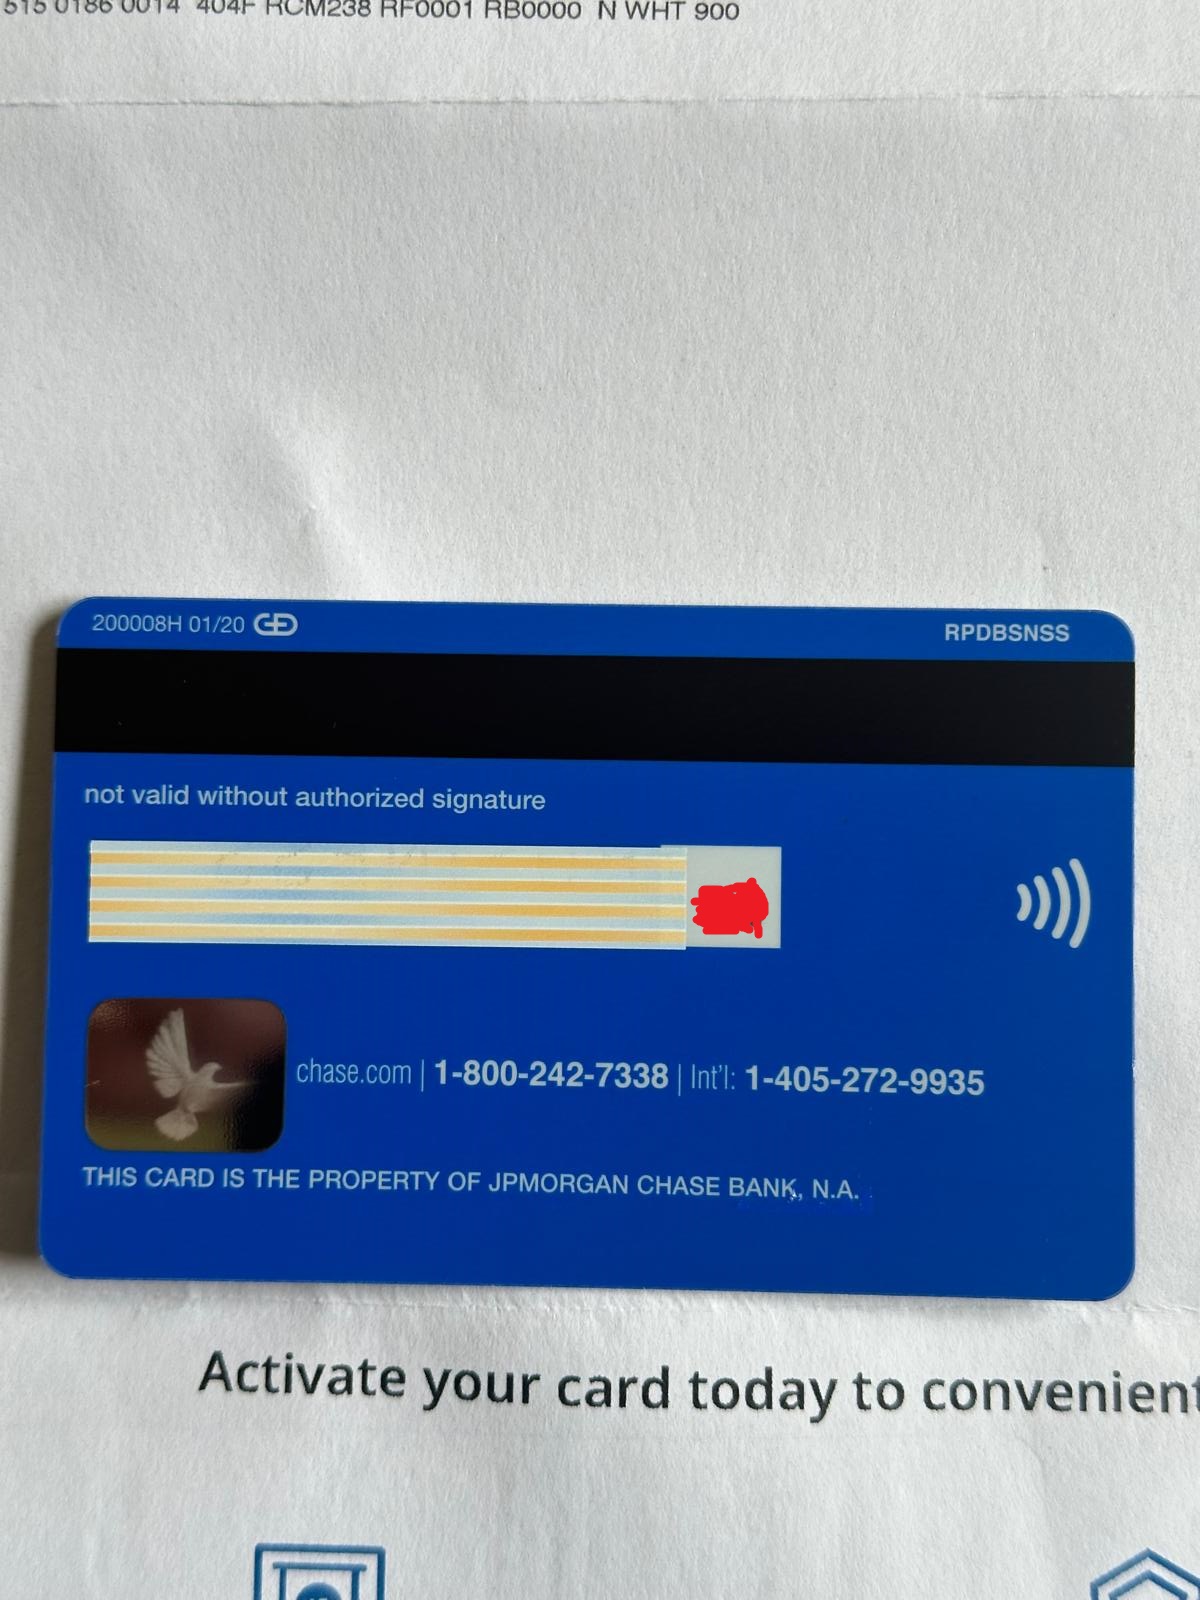 515 0186 0014 404F RCM238 RF0001 RB0000 N WHT 900
200008H 01/20
RPDBSNSS
not valid without authorized signature
chase.com | 1-800-242-7338 | Int'l: 1-405-272-9935
THIS CARD IS THE PROPERTY OF JPMORGAN CHASE BANK, N.A.
Activate your card today to convenient